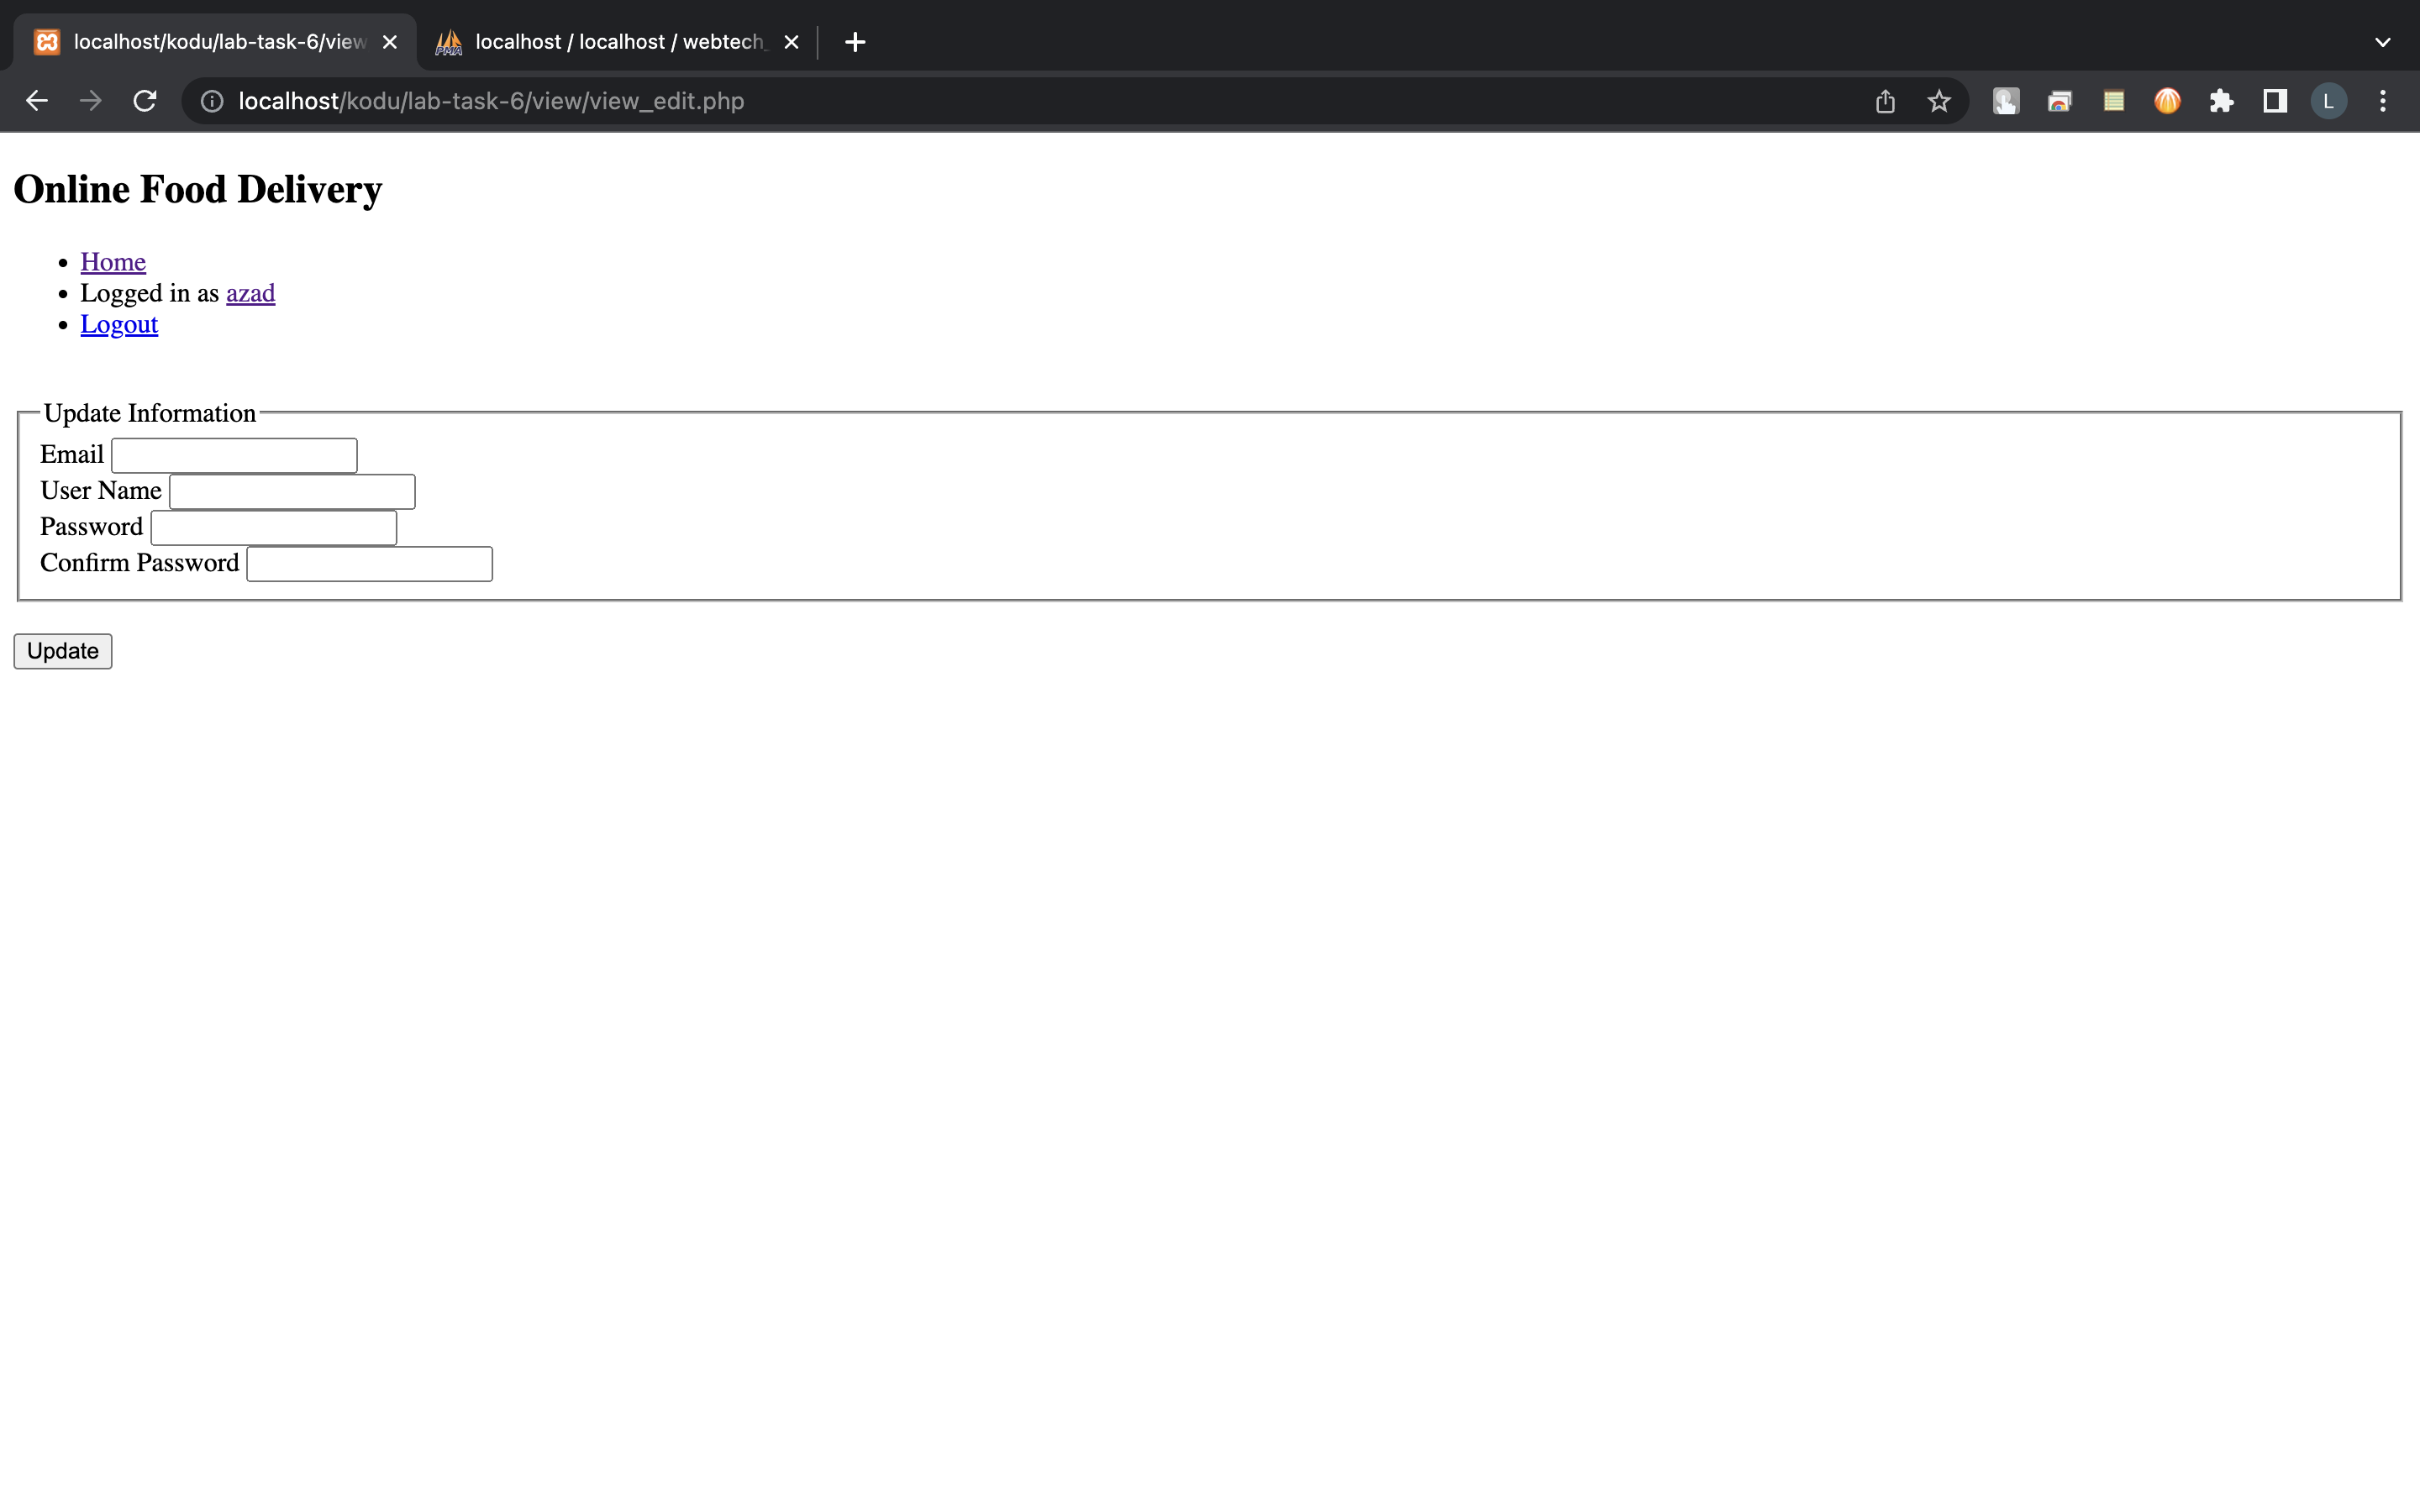 localhost/kodu/lab-task-6/view
localhost / localhost / webtech_
localhost/kodu/lab-task-6/view/view_edit.php
L
Online Food Delivery
Home
Logged in as azad
Logout
Update Information
Email
User Name
Password
Confirm Password
Update